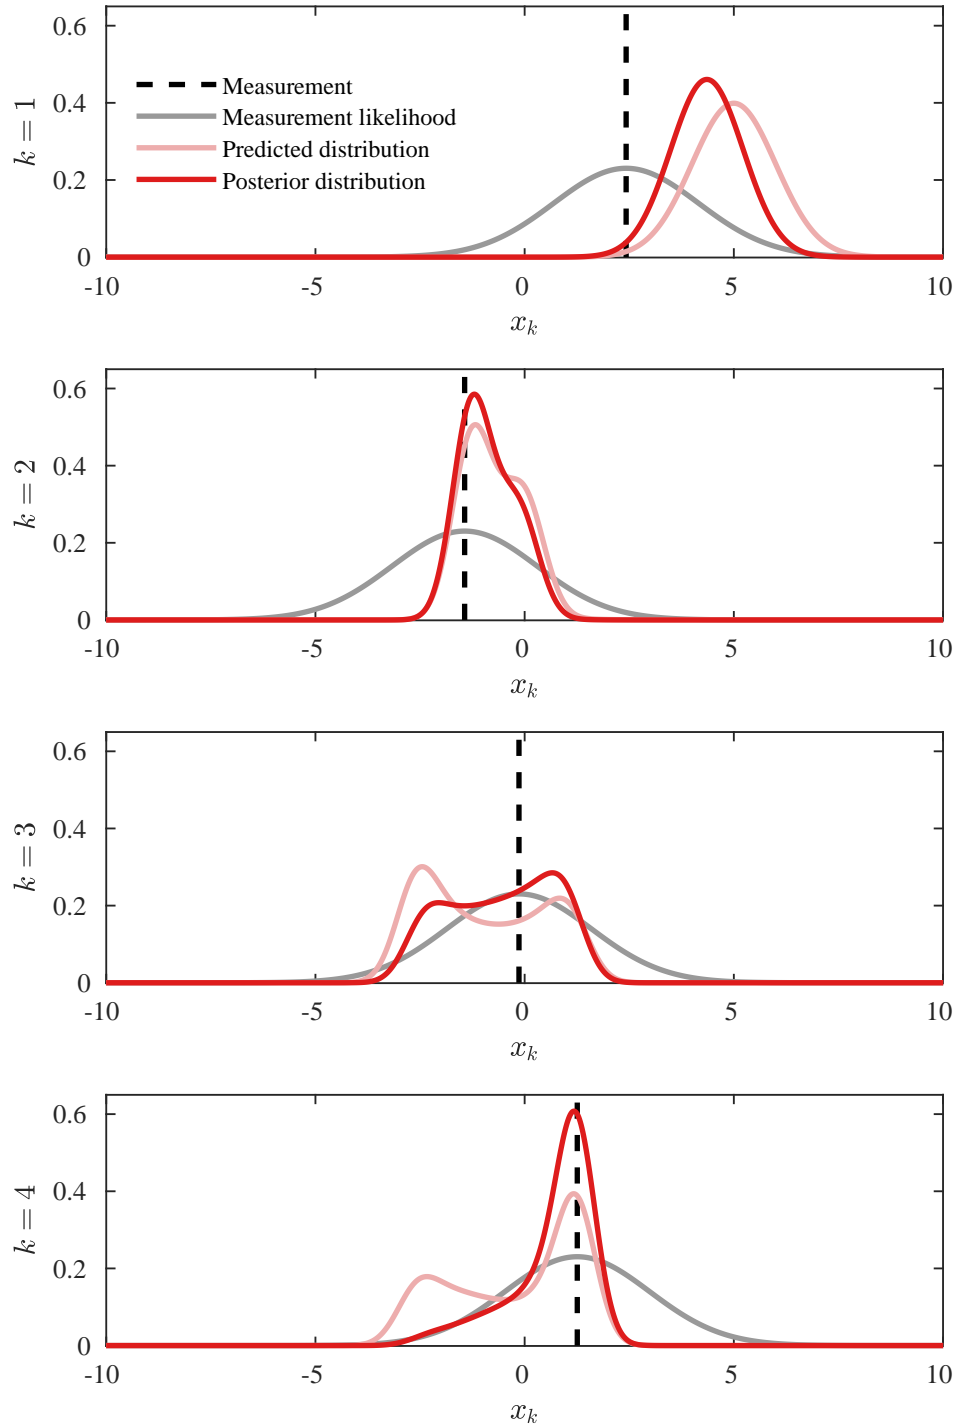 0.6
0.4
0.2
0
k = 1
Measurement
Measurement likelihood
Predicted distribution
Posterior distribution
-10 -5 0 5 10
x_k
0.6
0.4
0.2
0
k = 2
-10 -5 0 5 10
x_k
0.6
0.4
0.2
0
k = 3
-10 -5 0 5 10
x_k
0.6
0.4
0.2
0
k = 4
-10 -5 0 5 10
x_k